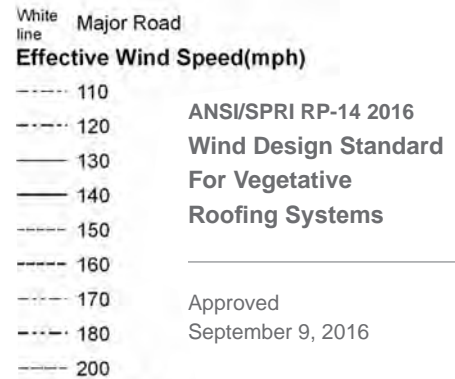 White line Major Road
Effective Wind Speed(mph)
110
120
130
140
150
160
170
180
200
ANSI/SPRI RP-14 2016
Wind Design Standard
For Vegetative
Roofing Systems
Approved
September 9, 2016